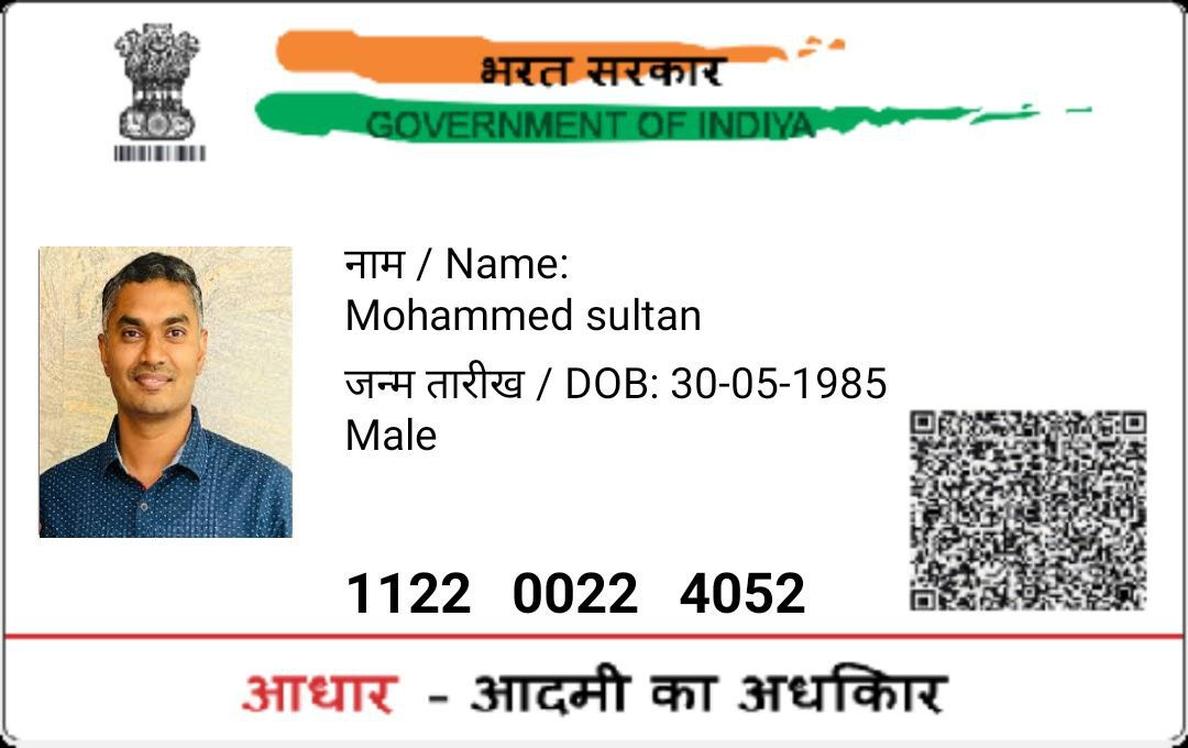 भरत सरकार
GOVERNMENT OF INDIYA
नाम / Name:
Mohammed sultan
जन्म तारीख / DOB: 30-05-1985
Male
1122 0022 4052
आधार - आदमी का अधकिार